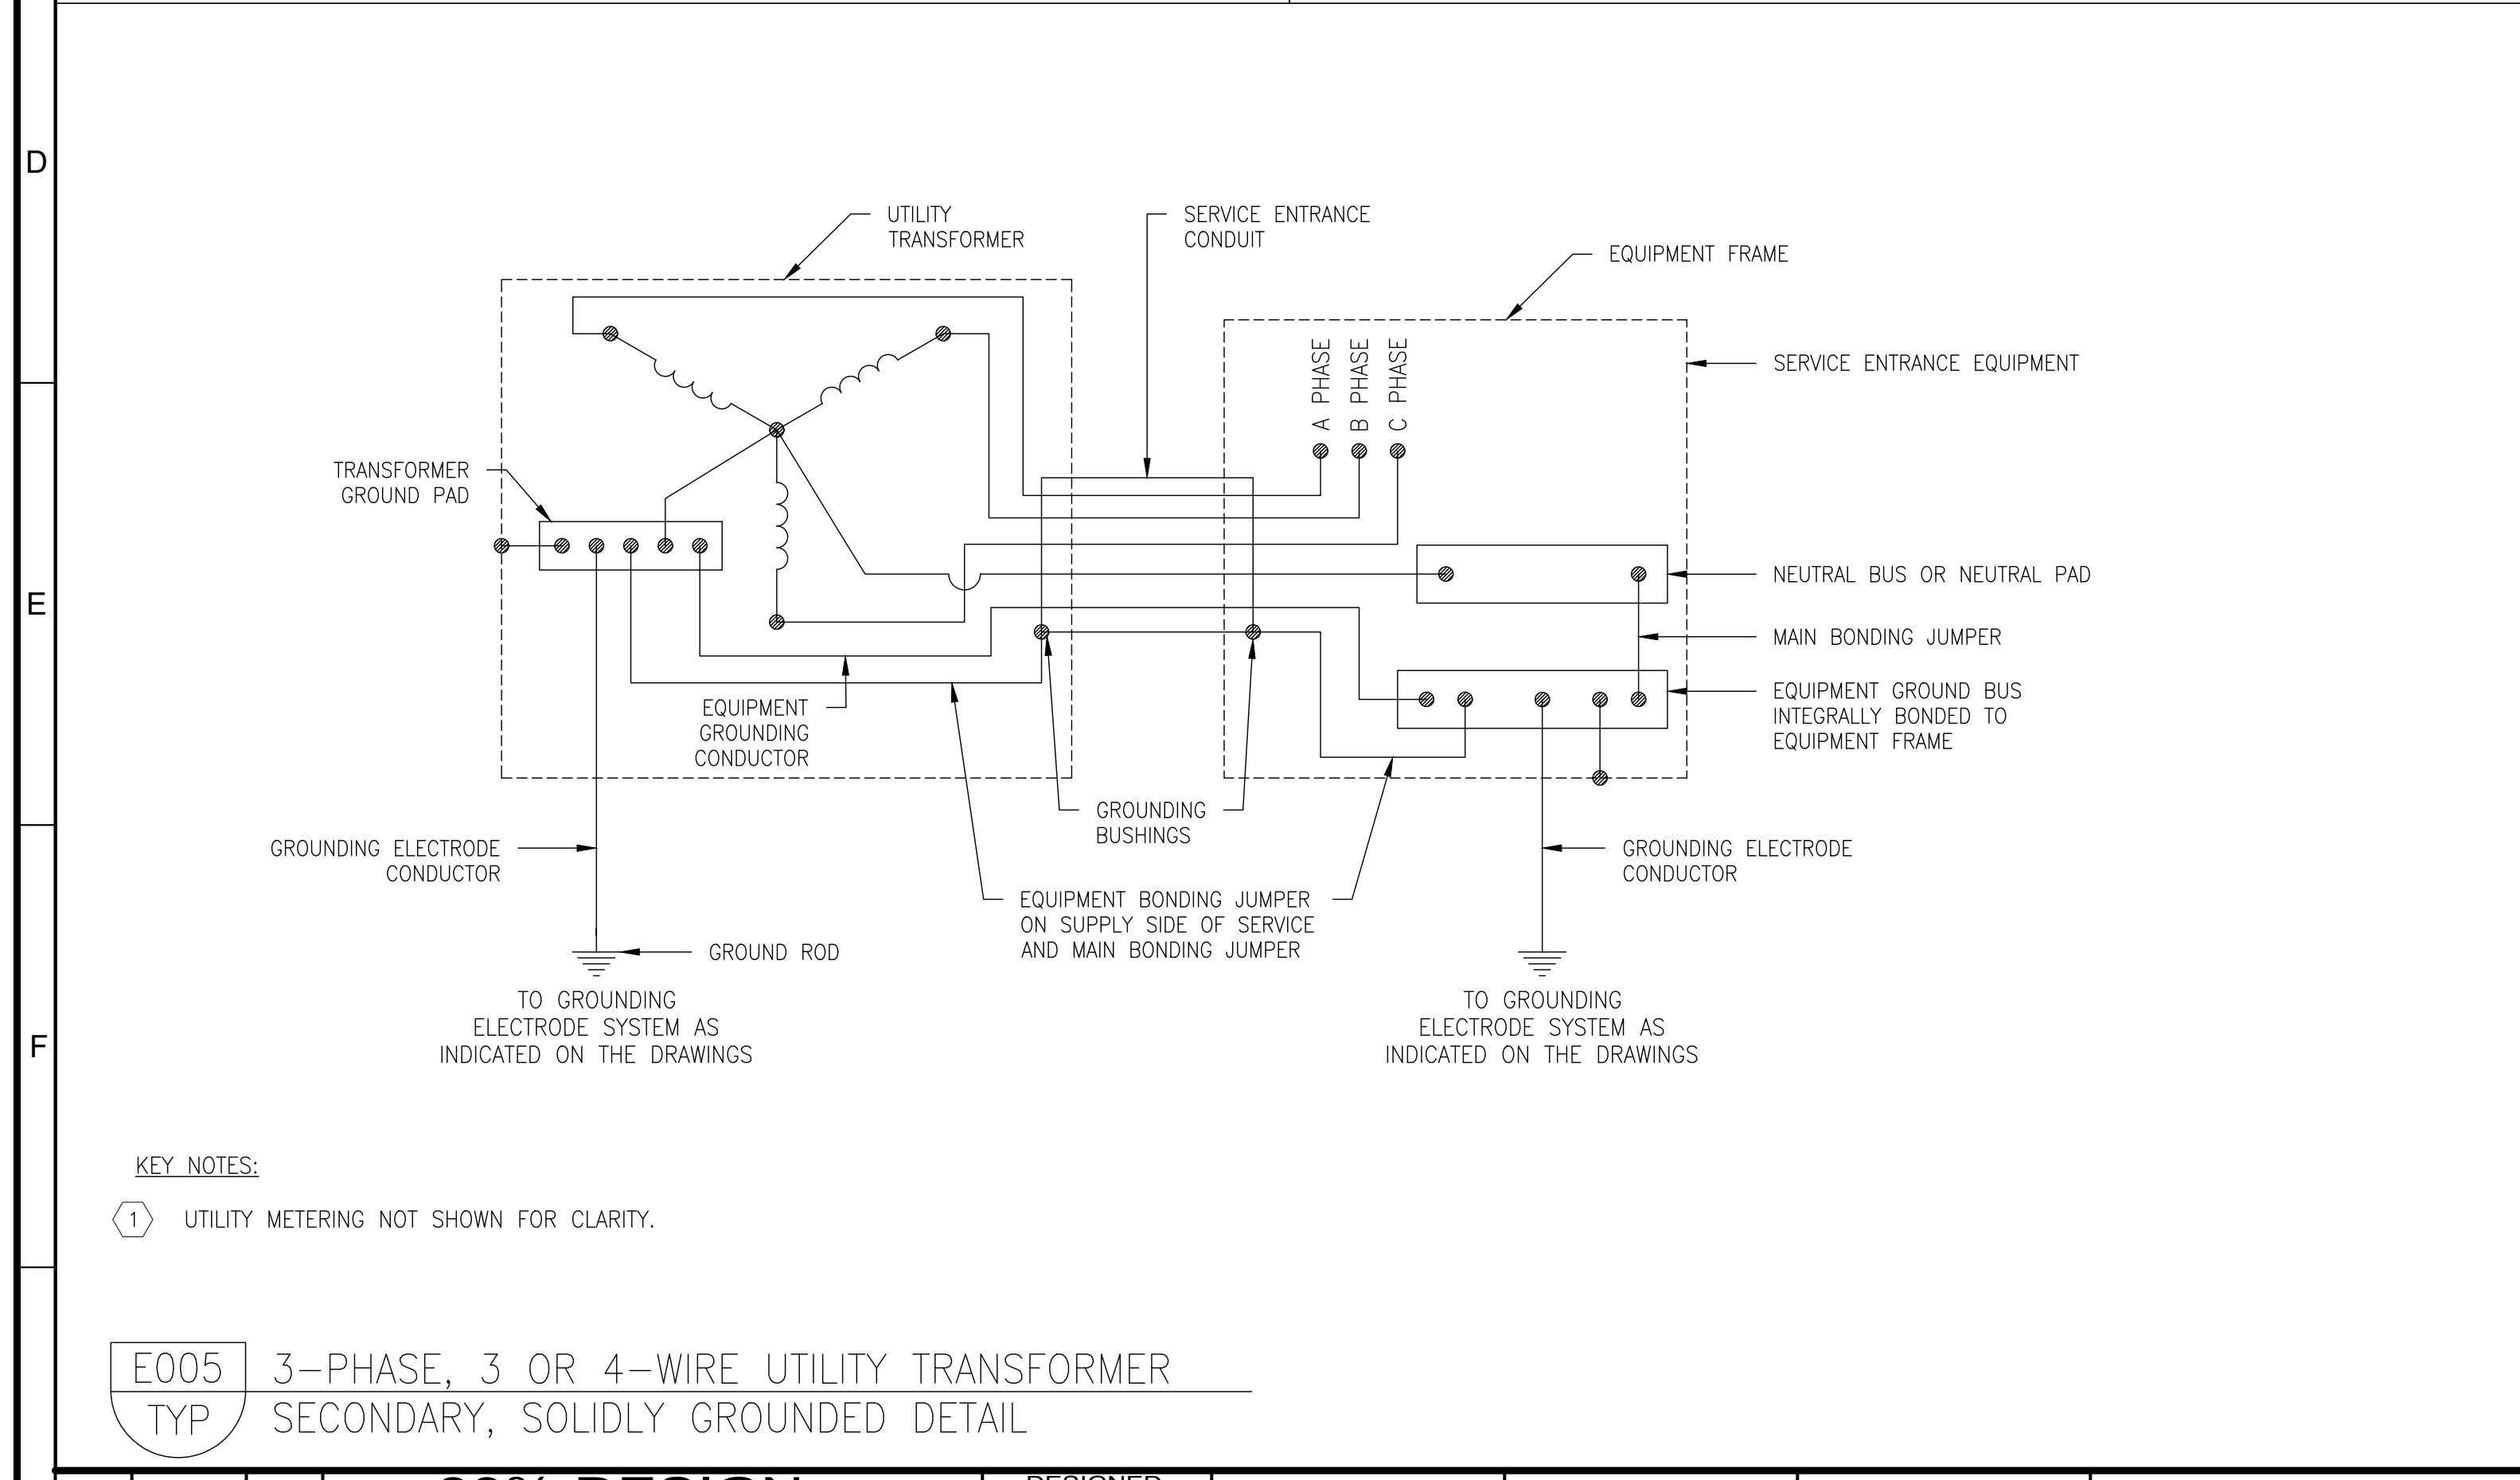 D
E
F
UTILITY
TRANSFORMER
SERVICE ENTRANCE
CONDUIT
EQUIPMENT FRAME
A PHASE
B PHASE
C PHASE
SERVICE ENTRANCE EQUIPMENT
TRANSFORMER
GROUND PAD
NEUTRAL BUS OR NEUTRAL PAD
MAIN BONDING JUMPER
EQUIPMENT GROUND BUS
INTEGRALLY BONDED TO
EQUIPMENT FRAME
EQUIPMENT
GROUNDING
CONDUCTOR
GROUNDING
BUSHINGS
GROUNDING ELECTRODE
CONDUCTOR
GROUNDING ELECTRODE
CONDUCTOR
EQUIPMENT BONDING JUMPER
ON SUPPLY SIDE OF SERVICE
AND MAIN BONDING JUMPER
GROUND ROD
TO GROUNDING
ELECTRODE SYSTEM AS
INDICATED ON THE DRAWINGS
TO GROUNDING
ELECTRODE SYSTEM AS
INDICATED ON THE DRAWINGS
KEY NOTES:
1 UTILITY METERING NOT SHOWN FOR CLARITY.
E005
TYP
3-PHASE, 3 OR 4-WIRE UTILITY TRANSFORMER
SECONDARY, SOLIDLY GROUNDED DETAIL
DESIGN
DESIGNED